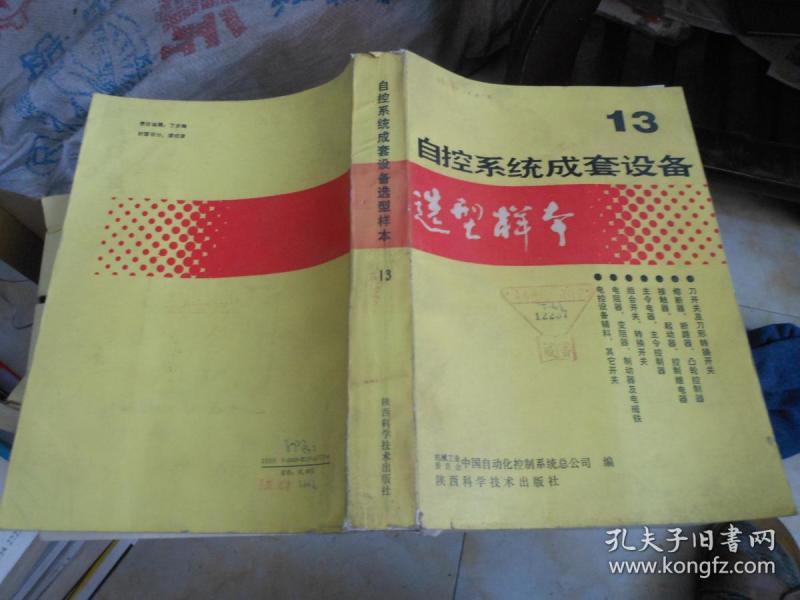 13
自控系统成套设备
选型样本
刀开关及刀形转换开关
熔断器、断路器、凸轮控制器
接触器、起动器、控制继电器
主令电器、主令控制器
组合开关、转换开关
电阻器、变阻器、制动器及电磁铁
电控设备辅料、其它开关
12237
机械工业
委员会
中国自动化控制系统总公司 编
陕西科学技术出版社
自控系统成套设备选型样本
13
陕西科学技术出版社
孔夫子旧书网
www.kongfz.com